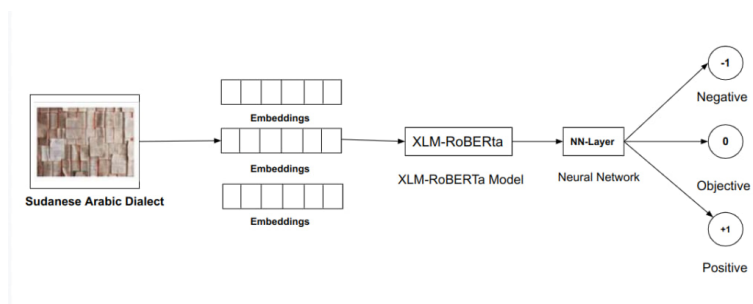 Sudanese Arabic Dialect
Embeddings
Embeddings
Embeddings
XLM-RoBERta
XLM-RoBERTa Model
NN-Layer
Neural Network
-1
Negative
0
Objective
+1
Positive